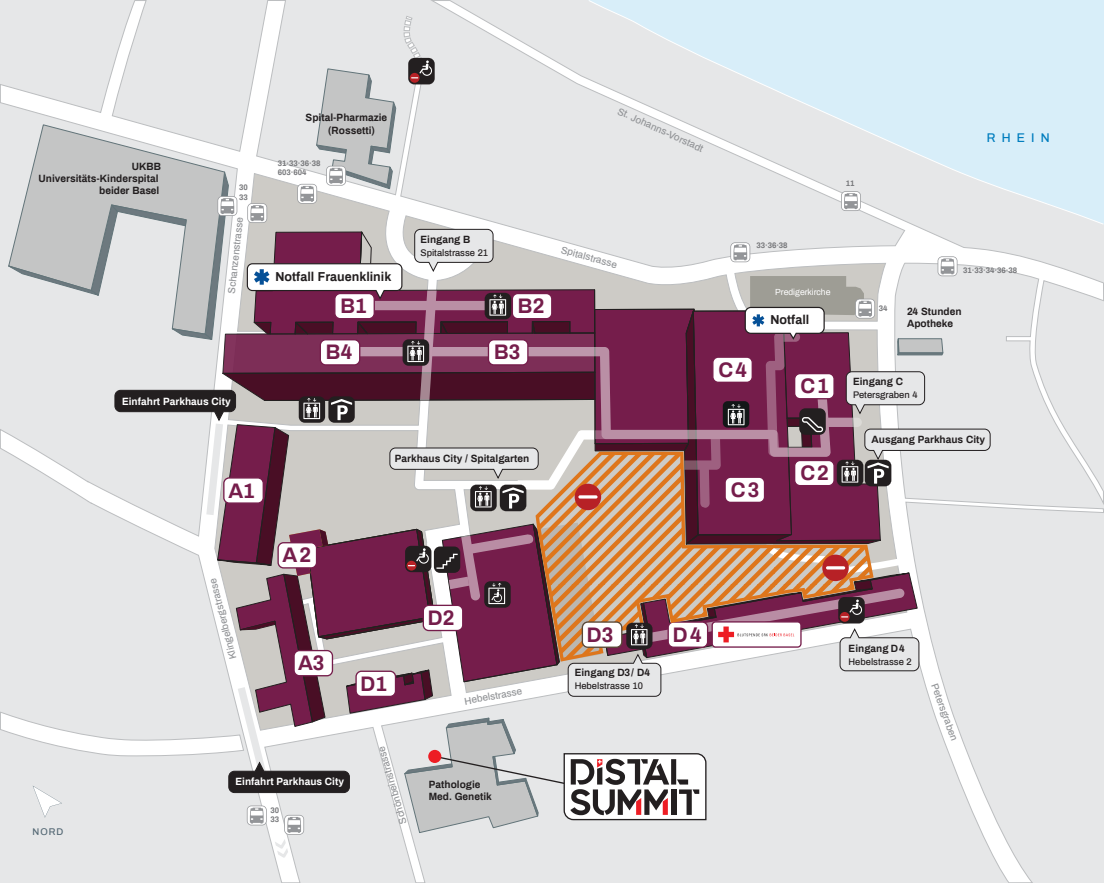 RHEIN
St. Johanns-Vorstadt
Spital-Pharmazie
(Rossetti)
UKBB
Universitäts-Kinderspital
beider Basel
31·33·36·38
603·604
30
33
11
Schanzenstrasse
Eingang B
Spitalstrasse 21
Spitalstrasse
33·36·38
31·33·34·36·38
Notfall Frauenklinik
Predigerkirche
34
24 Stunden
Apotheke
Notfall
B1
B2
B4
B3
C4
C1
Eingang C
Petersgraben 4
Einfahrt Parkhaus City
P
Ausgang Parkhaus City
Parkhaus City / Spitalgarten
P
C2
P
C3
A1
A2
D2
D3
D4
BLUTSPENDE SRK BEIDER BASEL
A3
D1
Klingelbergstrasse
Eingang D3/ D4
Hebelstrasse 10
Eingang D4
Hebelstrasse 2
Hebelstrasse
Petersgraben
Schönbeinstrasse
Pathologie
Med. Genetik
DiSTAL
SUMMIT
Einfahrt Parkhaus City
30
33
NORD